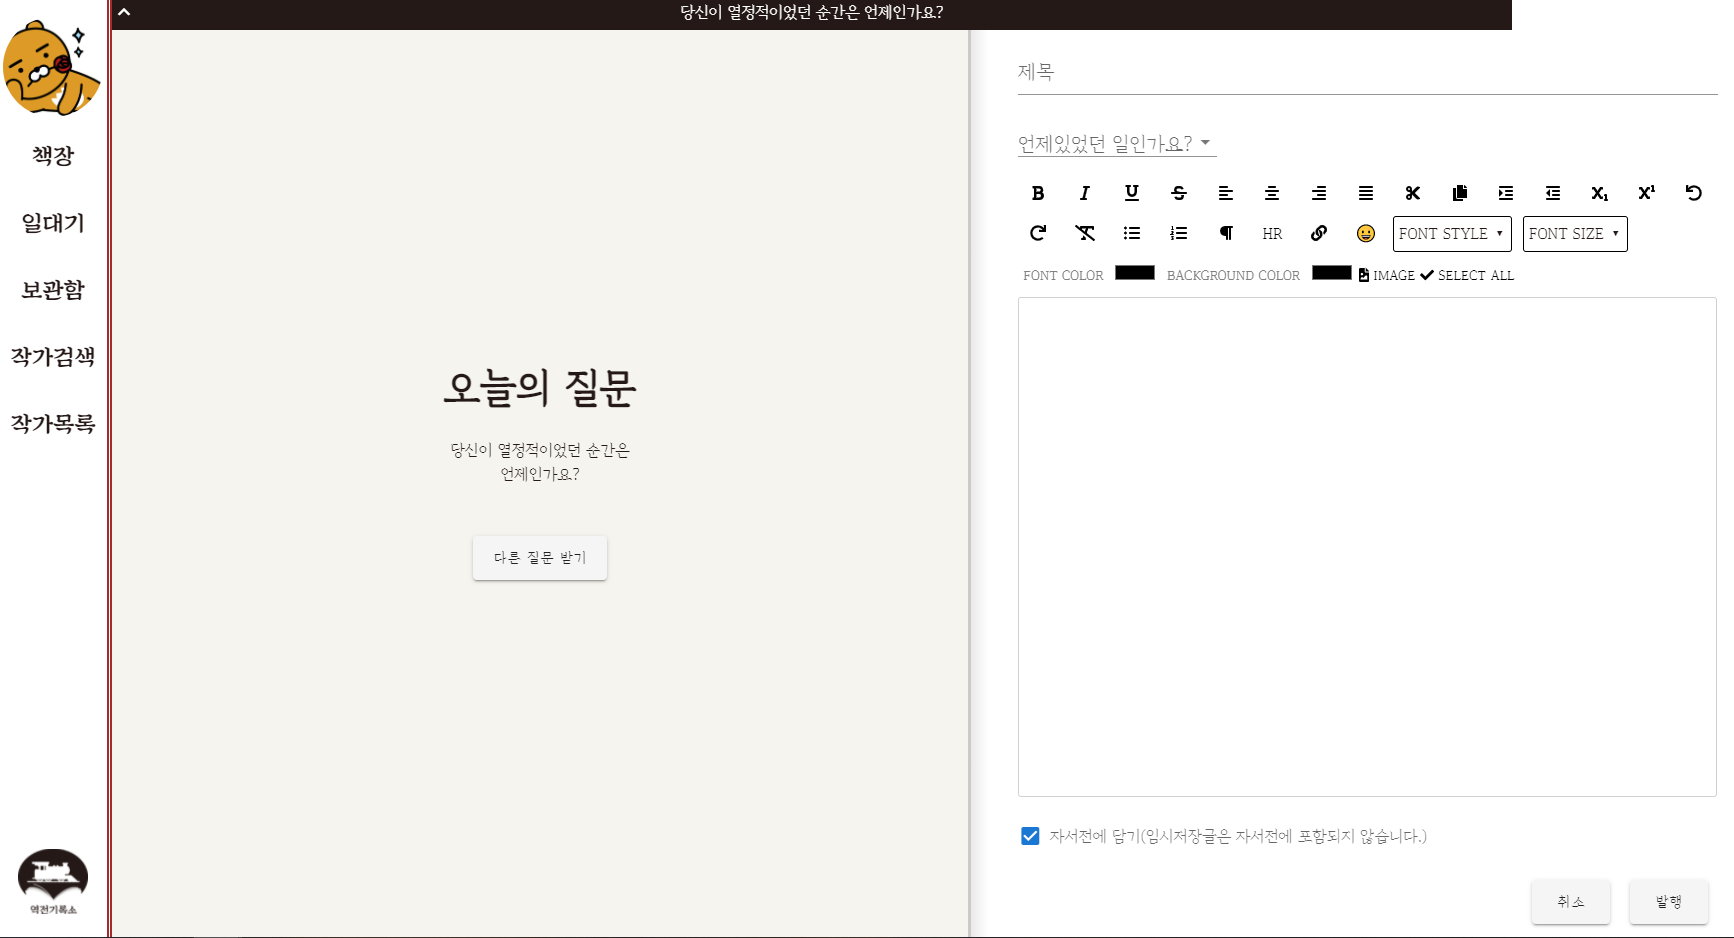 당신이 열정적이었던 순간은 언제인가요?
책장
일대기
보관함
작가검색
작가목록
역전기록소
오늘의 질문
당신이 열정적이었던 순간은
언제인가요?
다른 질문 받기
제목
언제있었던 일인가요?
HR FONT STYLE FONT SIZE
FONT COLOR BACKGROUND COLOR IMAGE SELECT ALL
자서전에 담기(임시저장글은 자서전에 포함되지 않습니다.)
취소 발행